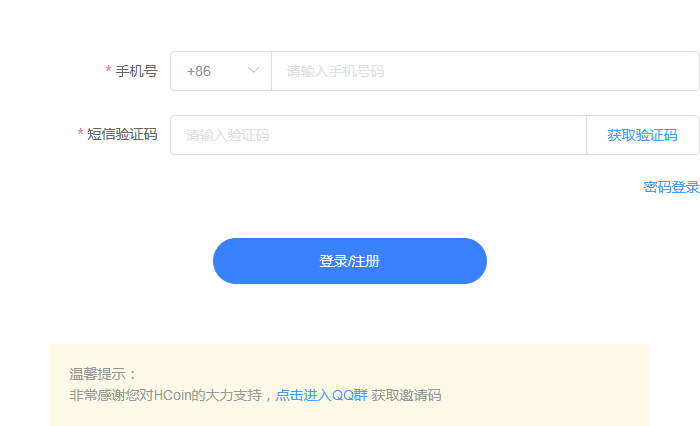 * 手机号 +86 请输入手机号码
* 短信验证码 请输入验证码 获取验证码
密码登录
登录/注册
温馨提示：
非常感谢您对HCoin的大力支持，点击进入QQ群 获取邀请码